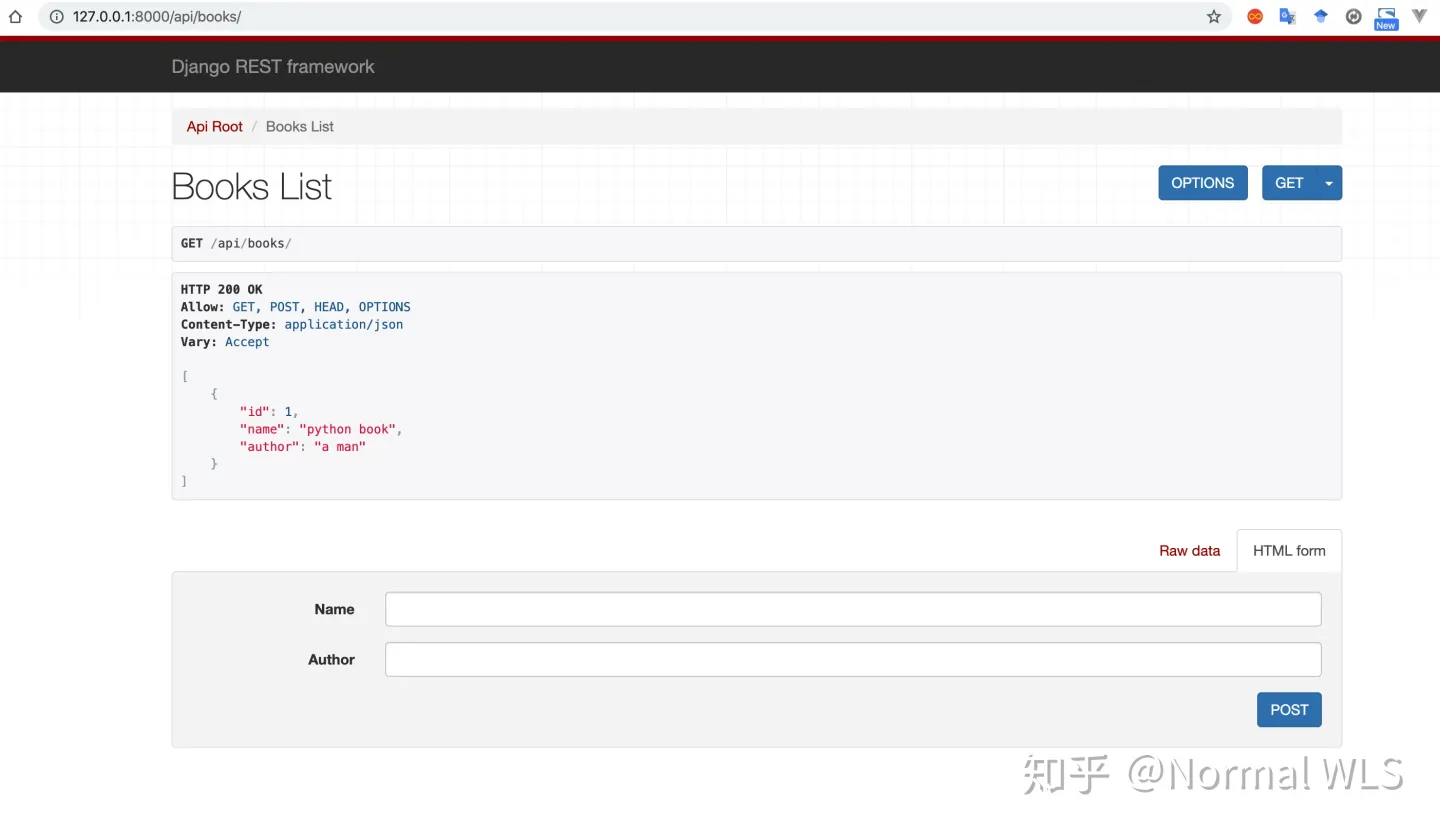 127.0.0.1:8000/api/books/
New
Django REST framework
Api Root / Books List
Books List
OPTIONS GET
GET /api/books/
HTTP 200 OK
Allow: GET, POST, HEAD, OPTIONS
Content-Type: application/json
Vary: Accept
[
    {
        "id": 1,
        "name": "python book",
        "author": "a man"
    }
]
Raw data HTML form
Name
Author
POST
知乎 @Normal WLS